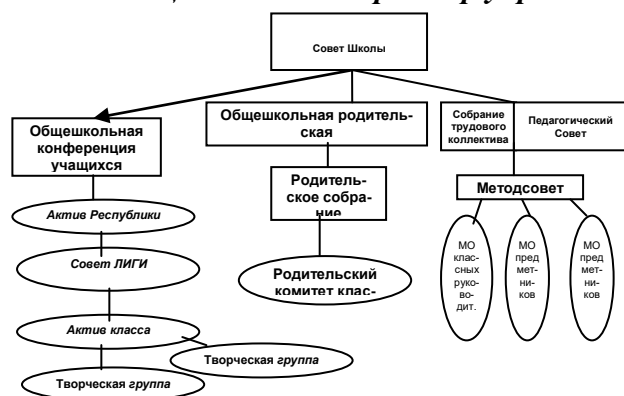 Совет Школы
Общешкольная
конференция
учащихся
Общешкольная родитель-
ская
Собрание
трудового
коллектива
Педагогический
Совет
Родитель-
ское собра-
ние
Методсовет
Актив Республики
Совет ЛИГИ
Родительский
комитет клас-
МО
клас-
сных
руко-
во-
дит.
МО
пред
мет-
ни-
ков
МО
пред
мет-
ни-
ков
Актив класса
Творческая группа
Творческая группа